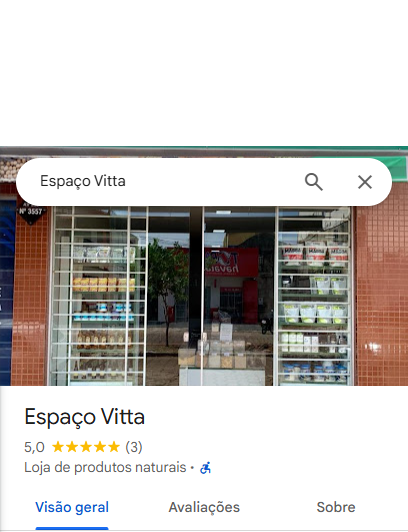 Espaço Vitta
Nº 3557
Espaço Vitta
5,0 (3)
Loja de produtos naturais ·
Visão geral
Avaliações
Sobre